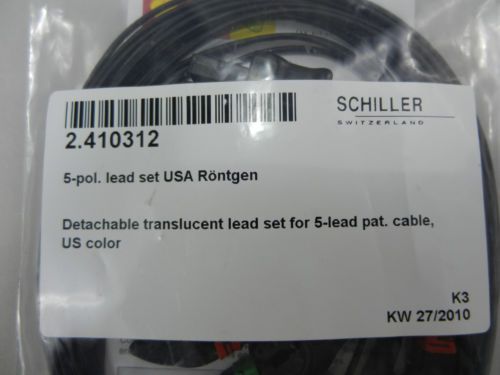 SCHILLER
SWITZERLAND
2.410312
5-pol. lead set USA Röntgen
Detachable translucent lead set for 5-lead pat. cable,
US color
K3
KW 27/2010